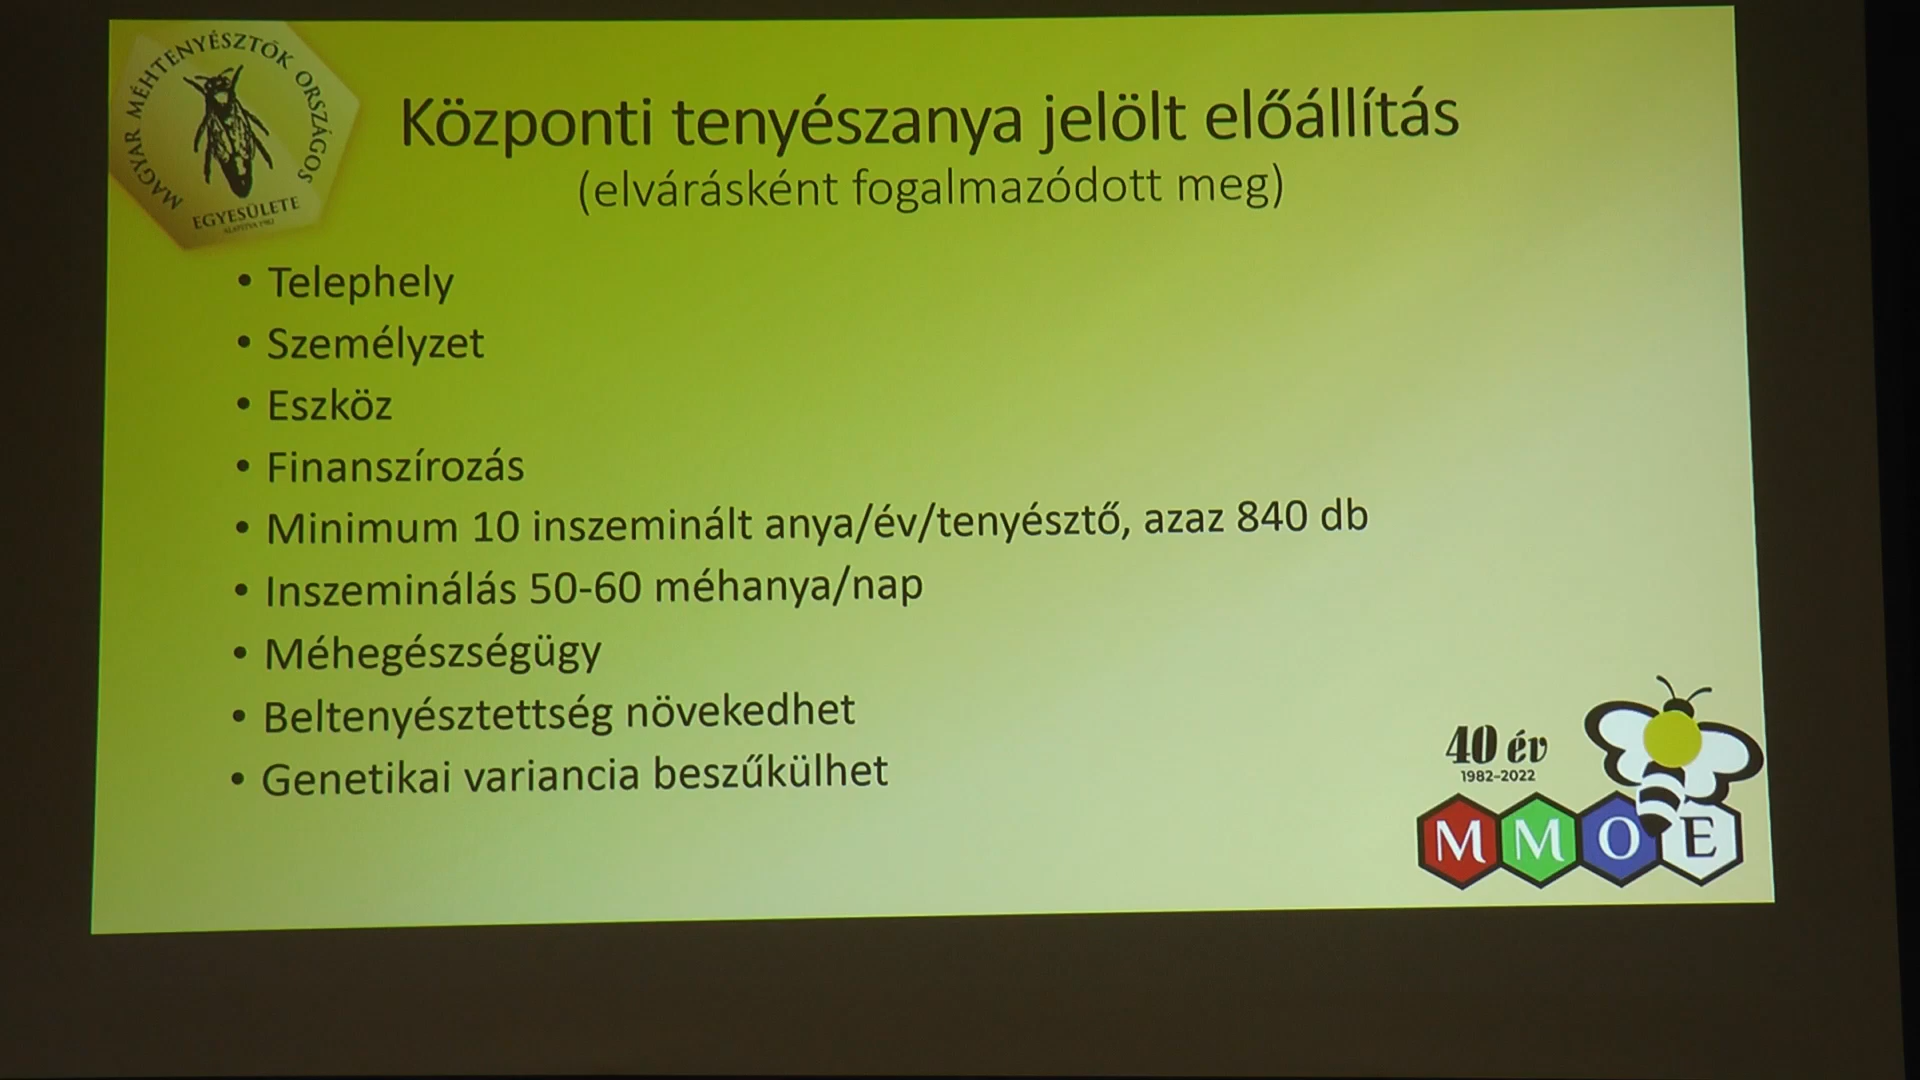 MAGYAR MÉHTENYÉSZTŐK ORSZÁGOS
EGYESÜLETE
ALAPÍTVA 1982
Központi tenyészanya jelölt előállítás
(elvárásként fogalmazódott meg)
• Telephely
• Személyzet
• Eszköz
• Finanszírozás
• Minimum 10 inszeminált anya/év/tenyésztő, azaz 840 db
• Inszeminálás 50-60 méhanya/nap
• Méhegészségügy
• Beltenyésztettség növekedhet
• Genetikai variancia beszűkülhet
40 év
1982-2022
MMOE